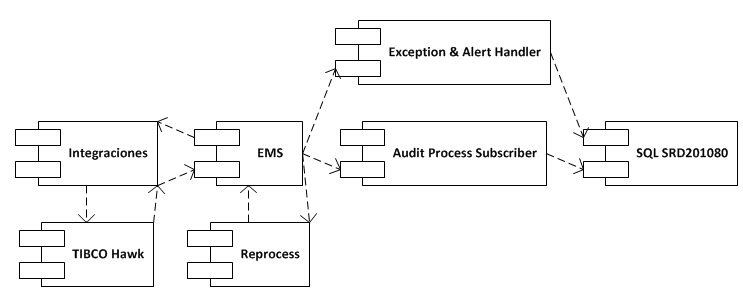 Exception & Alert Handler
Integraciones
EMS
Audit Process Subscriber
SQL SRD201080
TIBCO Hawk
Reprocess